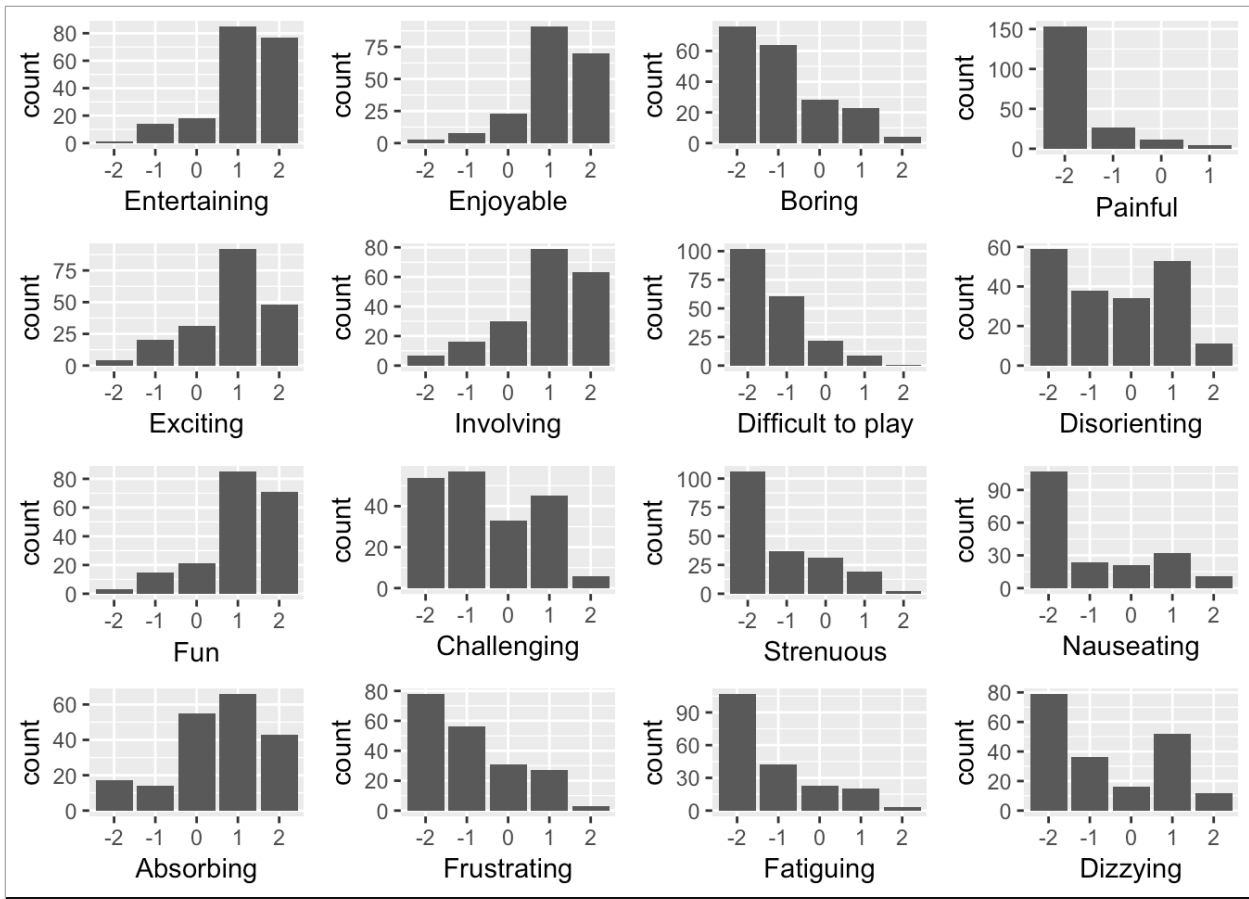 count
80
60
40
20
0
-2 -1 0 1 2
Entertaining
count
75
50
25
0
-2 -1 0 1 2
Enjoyable
count
60
40
20
0
-2 -1 0 1 2
Boring
count
150
100
50
0
-2 -1 0 1
Painful
count
75
50
25
0
-2 -1 0 1 2
Exciting
count
80
60
40
20
0
-2 -1 0 1 2
Involving
count
100
75
50
25
0
-2 -1 0 1 2
Difficult to play
count
60
40
20
0
-2 -1 0 1 2
Disorienting
count
80
60
40
20
0
-2 -1 0 1 2
Fun
count
40
20
0
-2 -1 0 1 2
Challenging
count
100
75
50
25
0
-2 -1 0 1 2
Strenuous
count
90
60
30
0
-2 -1 0 1 2
Nauseating
count
60
40
20
0
-2 -1 0 1 2
Absorbing
count
80
60
40
20
0
-2 -1 0 1 2
Frustrating
count
90
60
30
0
-2 -1 0 1 2
Fatiguing
count
80
60
40
20
0
-2 -1 0 1 2
Dizzying